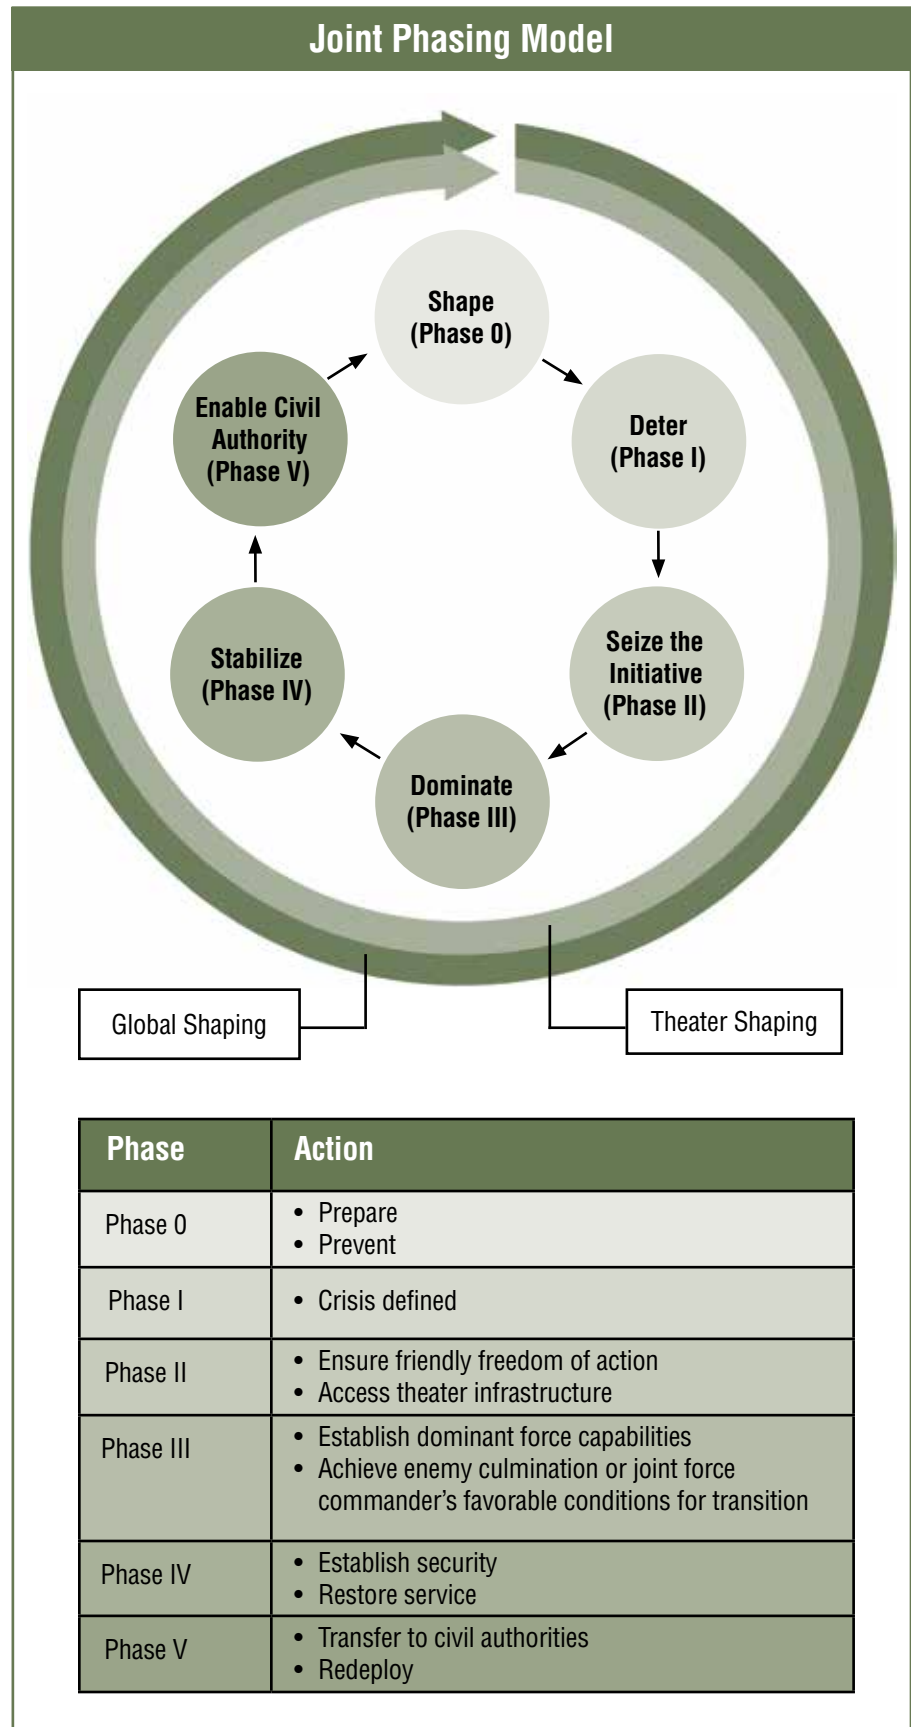 Joint Phasing Model
Shape
(Phase 0)
Deter
(Phase I)
Seize the
Initiative
(Phase II)
Dominate
(Phase III)
Stabilize
(Phase IV)
Enable Civil
Authority
(Phase V)
Global Shaping
Theater Shaping
Phase Action
Phase 0
• Prepare
• Prevent
Phase I
• Crisis defined
Phase II
• Ensure friendly freedom of action
• Access theater infrastructure
Phase III
• Establish dominant force capabilities
• Achieve enemy culmination or joint force
commander’s favorable conditions for transition
Phase IV
• Establish security
• Restore service
Phase V
• Transfer to civil authorities
• Redeploy